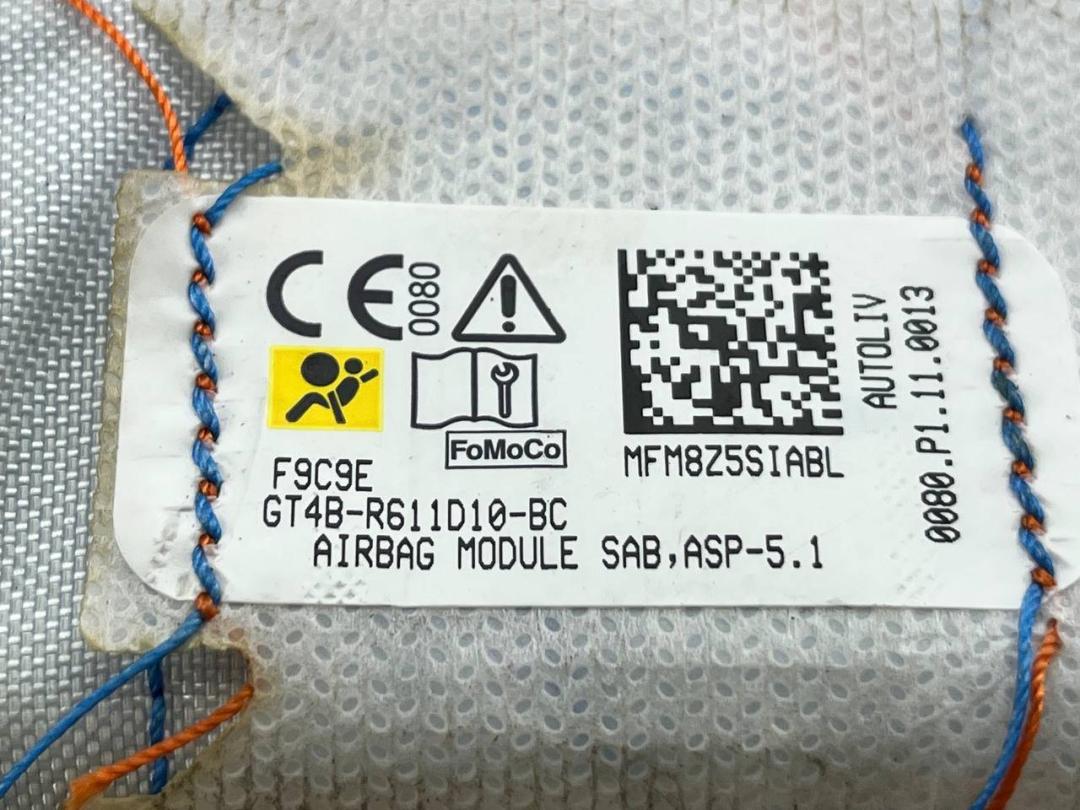 CE 0080
FoMoCo
F9C9E
GT4B-R611D10-BC
AIRBAG MODULE SAB,ASP-5.1
MFM8Z5SIABL
AUTOLIV
0080.P1.11.0013